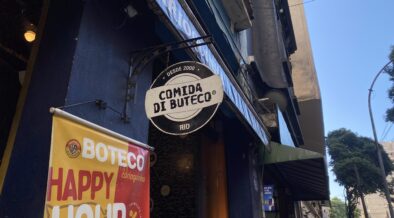 DESDE 2000
COMIDA
DI BUTECO®
RIO
BOTECO
HAPPY
HOUR